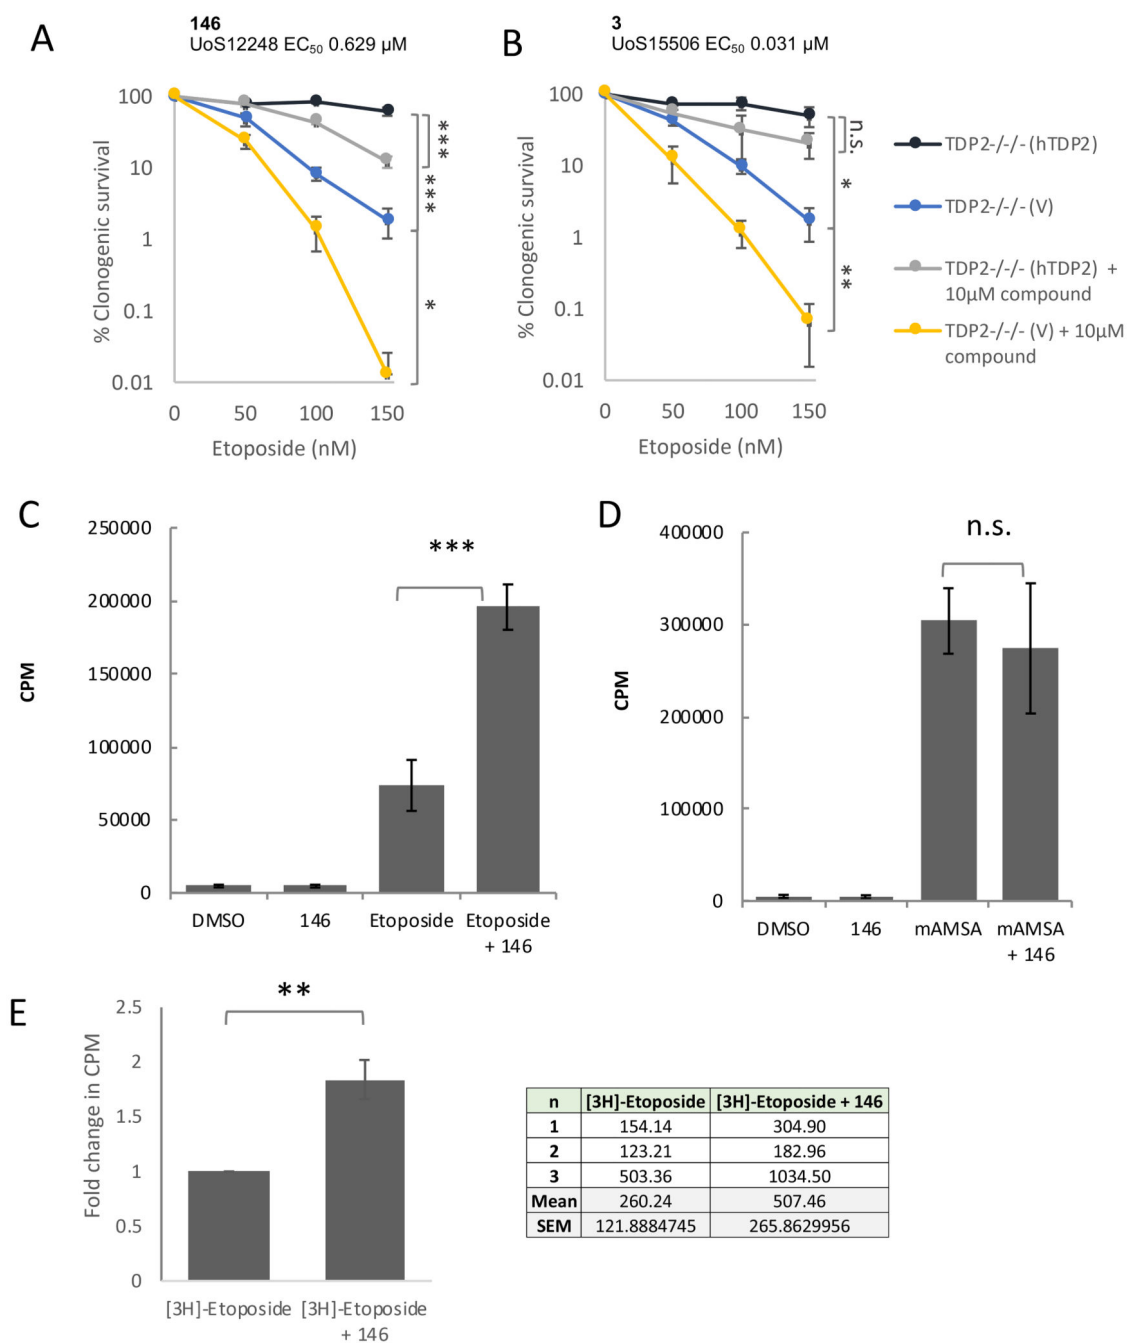 A
146
UoS12248 EC₅₀ 0.629 µM
% Clonogenic survival
100
10
1
0.1
0.01
0 50 100 150
Etoposide (nM)
***
***
*
B
3
UoS15506 EC₅₀ 0.031 µM
% Clonogenic survival
100
10
1
0.1
0.01
0 50 100 150
Etoposide (nM)
n.s.
*
**
TDP2-/-/- (hTDP2)
TDP2-/-/- (V)
TDP2-/-/- (hTDP2) +
10µM compound
TDP2-/-/- (V) + 10µM
compound
C
CPM
250000
200000
150000
100000
50000
0
***
DMSO 146 Etoposide Etoposide
+ 146
D
CPM
400000
300000
200000
100000
0
n.s.
DMSO 146 mAMSA mAMSA
+ 146
E
Fold change in CPM
2.5
2
1.5
1
0.5
0
**
[3H]-Etoposide [3H]-Etoposide
+ 146
n [3H]-Etoposide [3H]-Etoposide + 146
1 154.14 304.90
2 123.21 182.96
3 503.36 1034.50
Mean 260.24 507.46
SEM 121.8884745 265.8629956